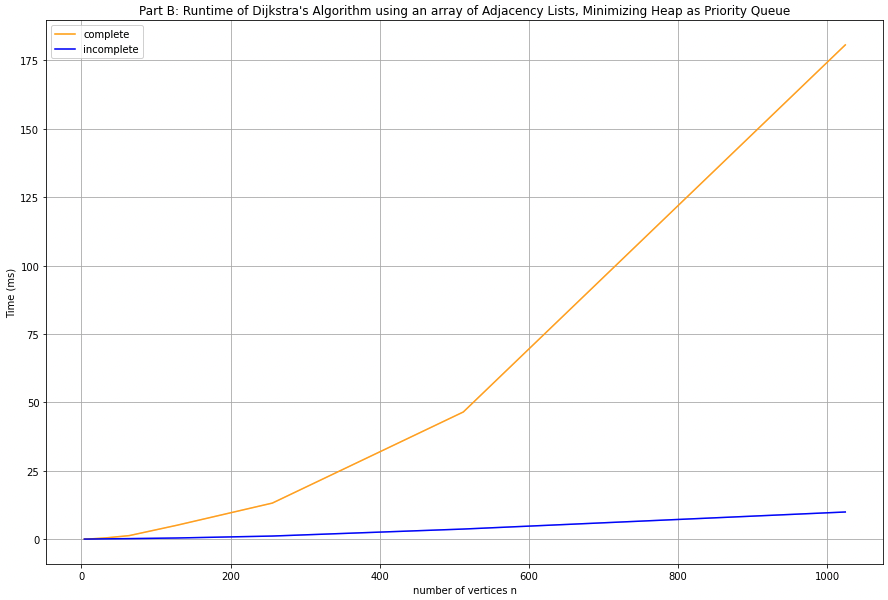 Part B: Runtime of Dijkstra's Algorithm using an array of Adjacency Lists, Minimizing Heap as Priority Queue
complete
incomplete
175
150
125
100
75
50
25
0
Time (ms)
0 200 400 600 800 1000
number of vertices n